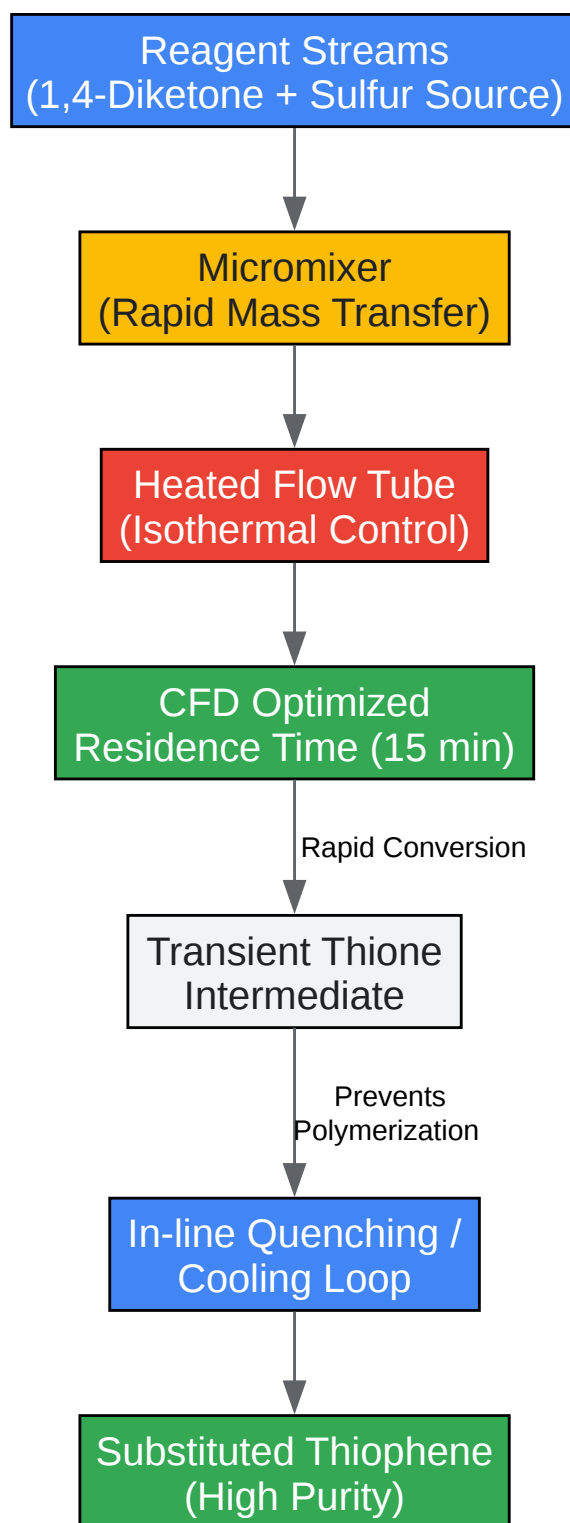 Reagent Streams
(1,4-Diketone + Sulfur Source)
Micromixer
(Rapid Mass Transfer)
Heated Flow Tube
(Isothermal Control)
CFD Optimized
Residence Time (15 min)
Rapid Conversion
Transient Thione
Intermediate
Prevents
Polymerization
In-line Quenching /
Cooling Loop
Substituted Thiophene
(High Purity)